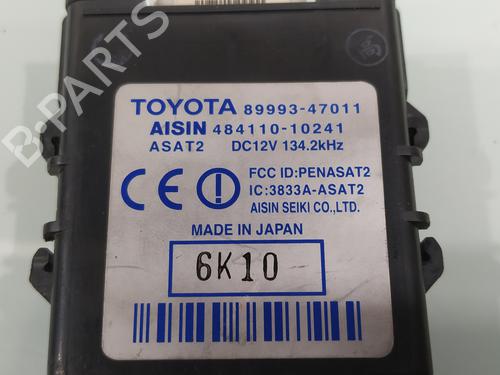 TOYOTA 89993-47011
AISIN 484110-10241
ASAT2 DC12V 134.2kHz
CE
FCC ID:PENASAT2
IC:3833A-ASAT2
AISIN SEIKI CO.,LTD.
MADE IN JAPAN
6K10
B-PARTS